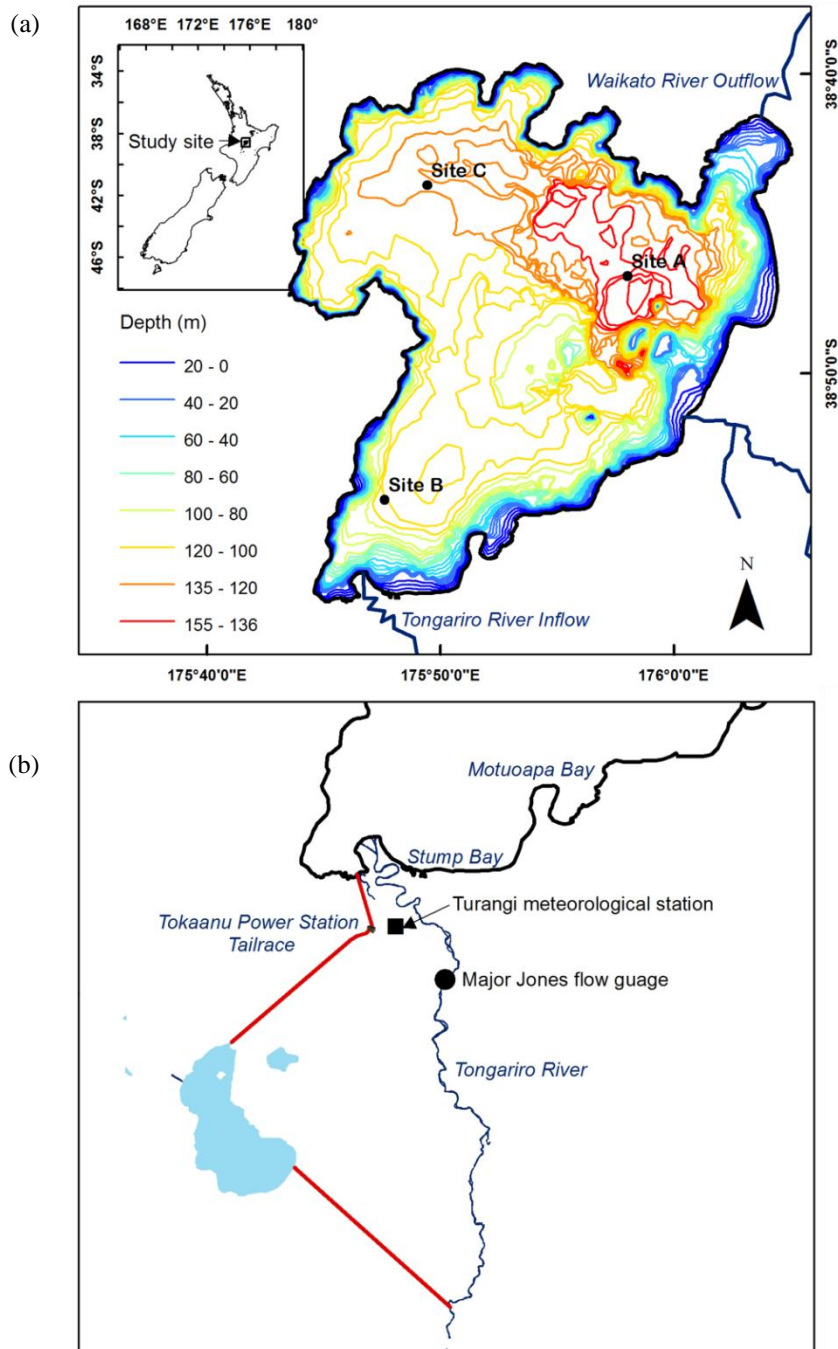 (a)
168°E 172°E 176°E 180°
34°S
38°S
42°S
46°S
Study site
Waikato River Outflow
38°40'0"S
38°50'0"S
Site C
Site A
Site B
Depth (m)
20 - 0
40 - 20
60 - 40
80 - 60
100 - 80
120 - 100
135 - 120
155 - 136
Tongariro River Inflow
N
175°40'0"E 175°50'0"E 176°0'0"E
(b)
Motuoapa Bay
Stump Bay
Turangi meteorological station
Tokaanu Power Station
Tailrace
Major Jones flow guage
Tongariro River